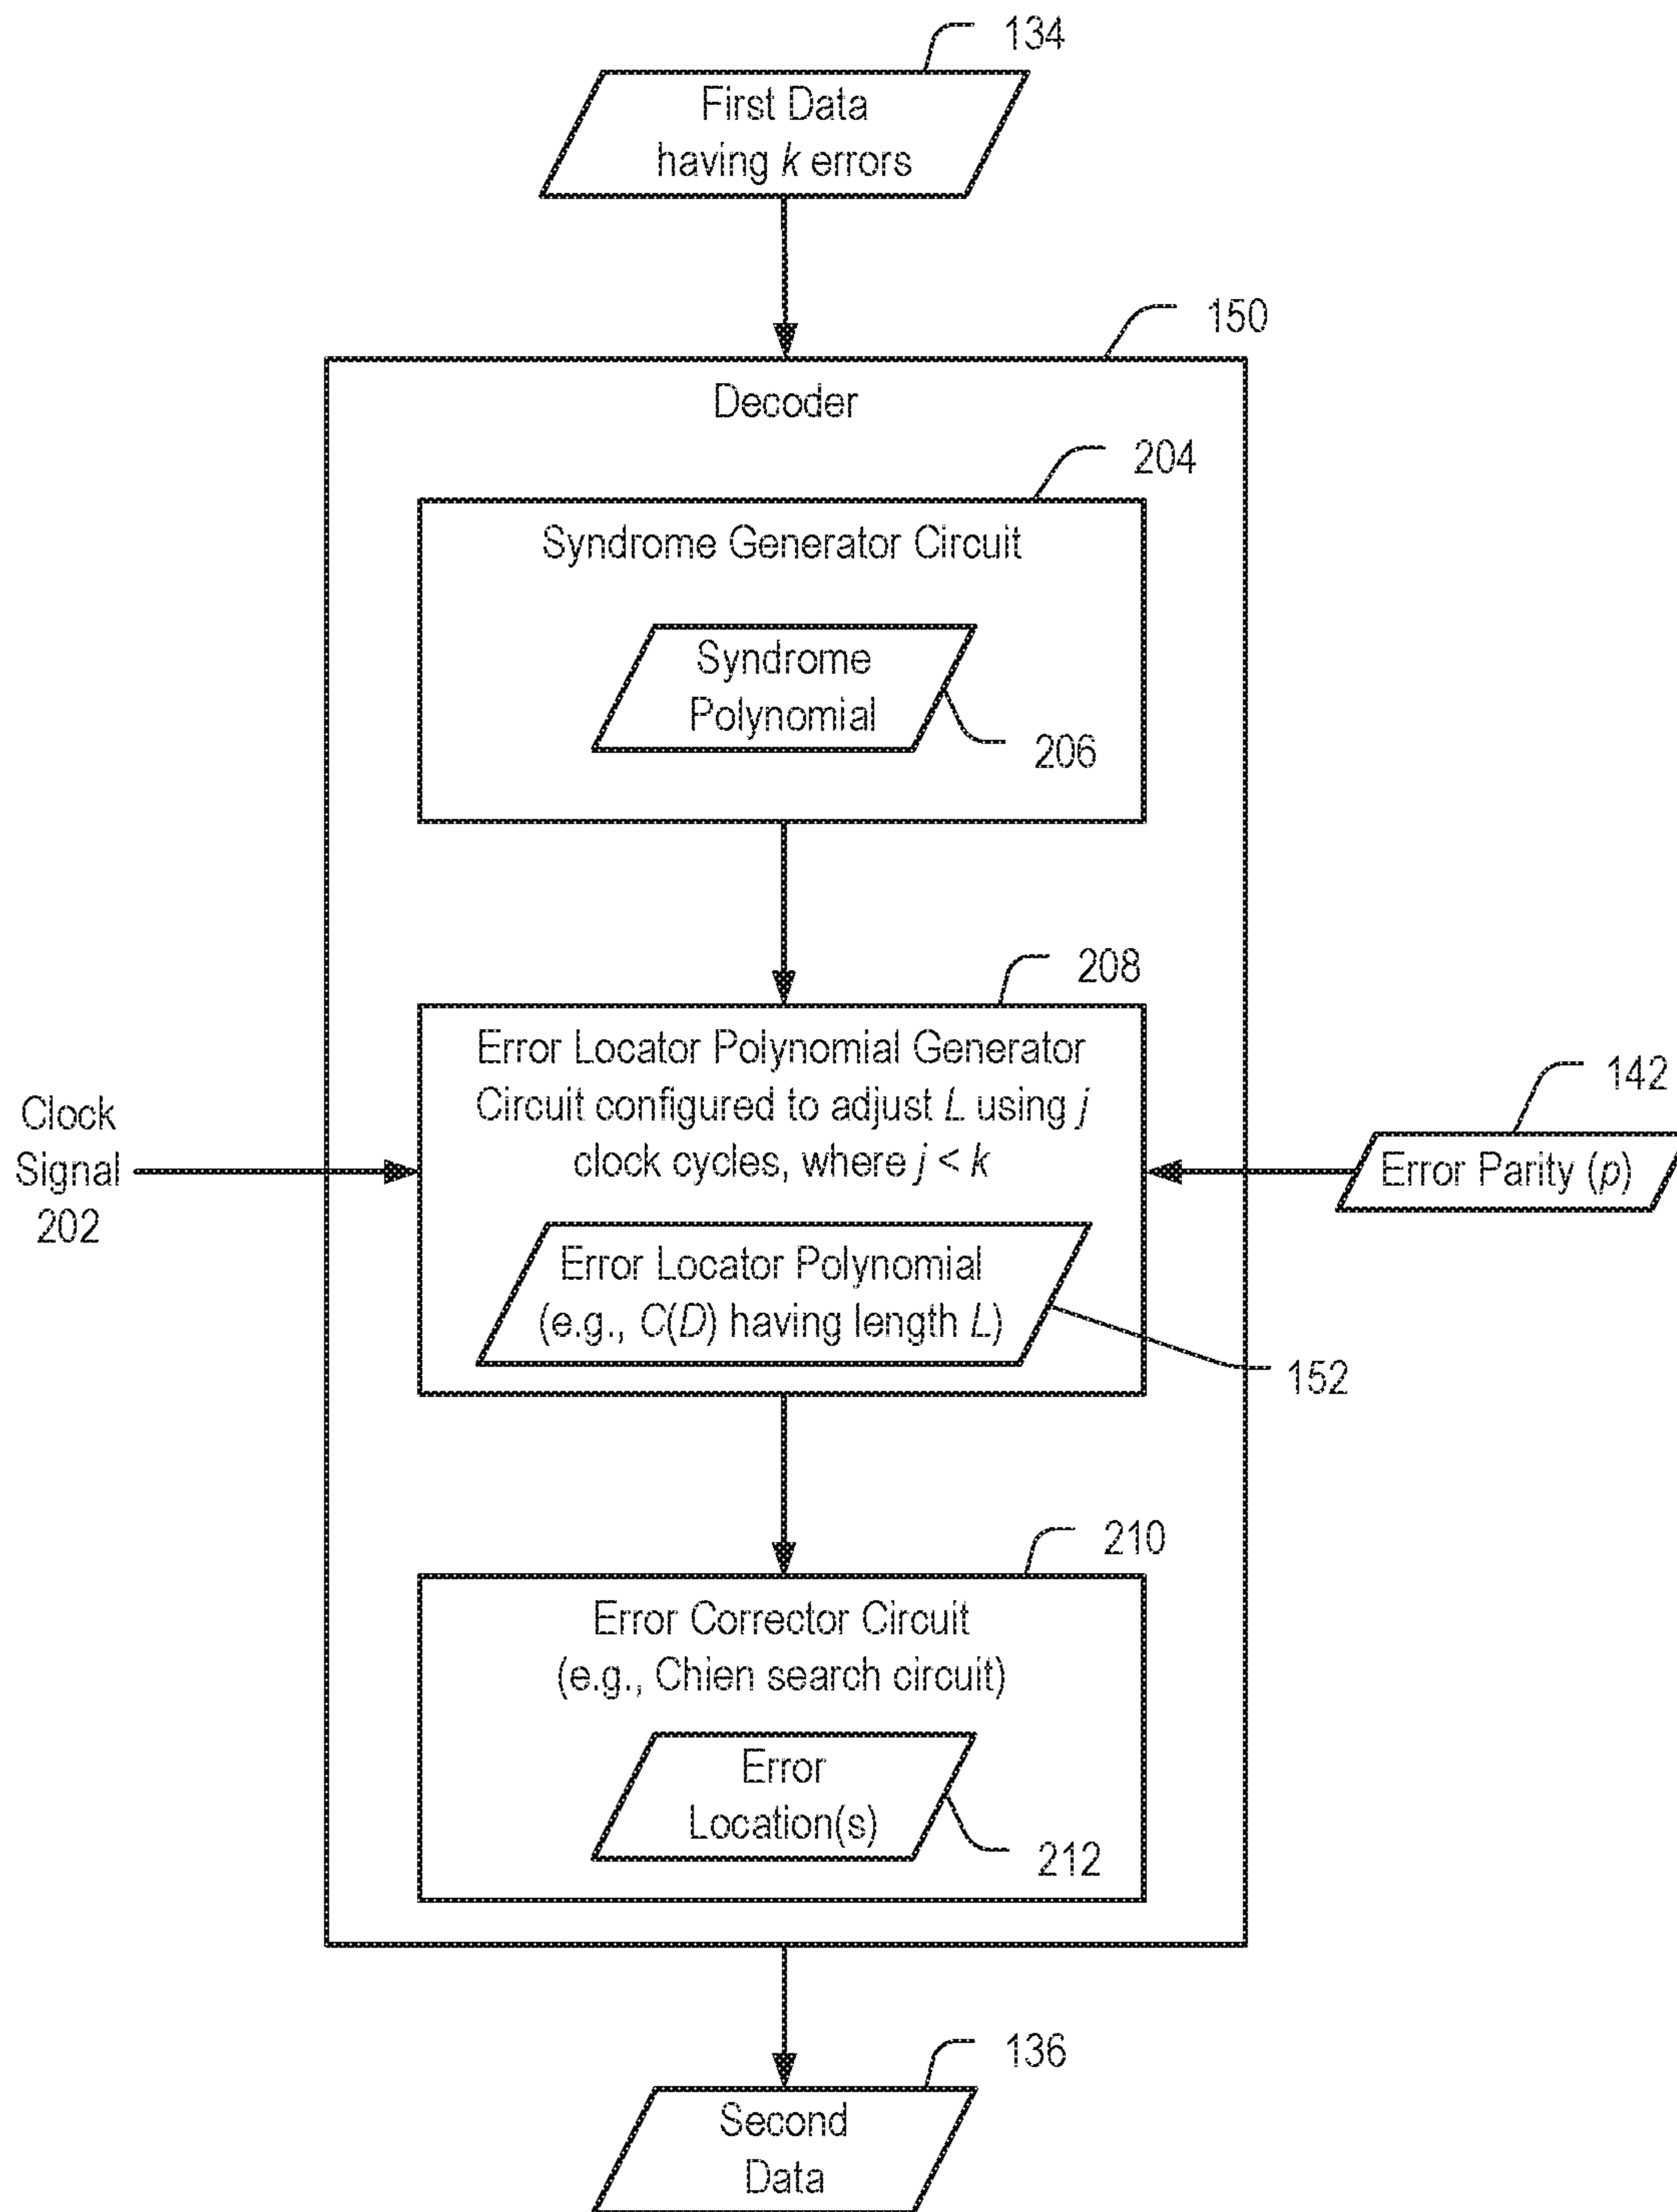 134
First Data
having k errors
150
Decoder
204
Syndrome Generator Circuit
Syndrome
Polynomial
206
208
Error Locator Polynomial Generator
Circuit configured to adjust L using j
clock cycles, where j < k
Clock
Signal
202
142
Error Parity (p)
Error Locator Polynomial
(e.g., C(D) having length L)
152
210
Error Corrector Circuit
(e.g., Chien search circuit)
Error
Location(s)
212
136
Second
Data